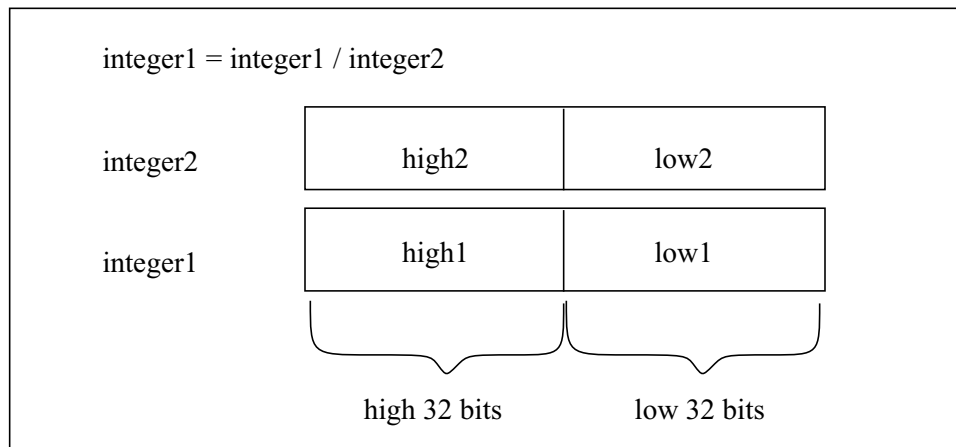 integer1 = integer1 / integer2
integer2 high2 low2
integer1 high1 low1
high 32 bits low 32 bits